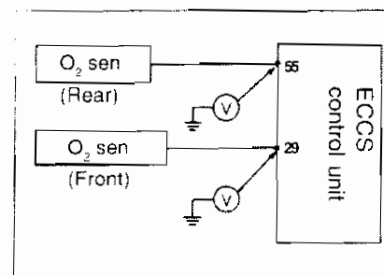 O₂ sen
(Rear)
55
V
O₂ sen
(Front)
29
V
ECCS
control unit